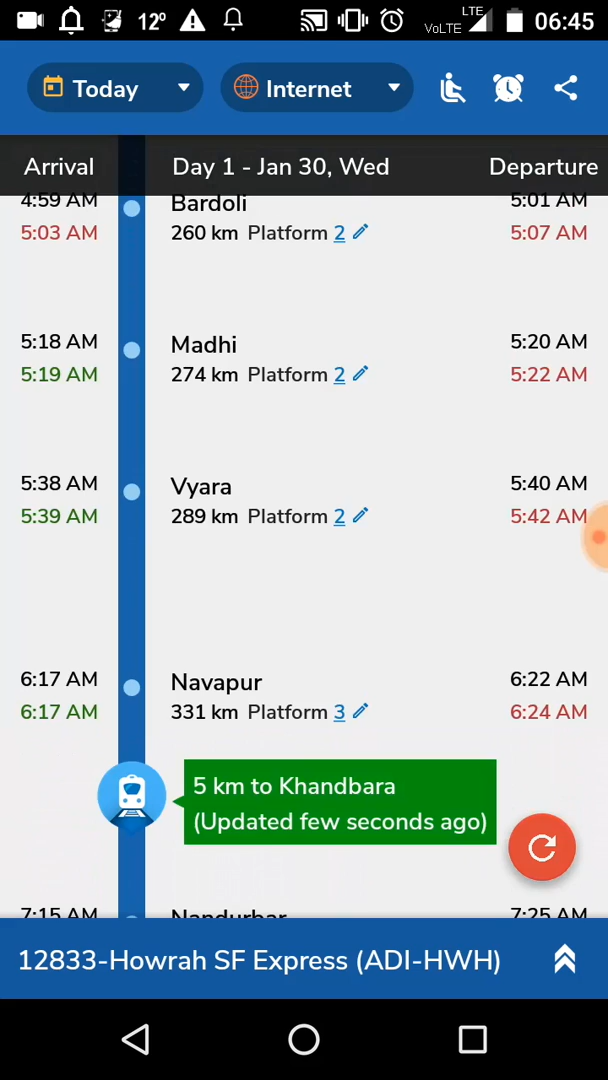 12° VoLTE LTE 06:45
Today Internet
Arrival Day 1 - Jan 30, Wed Departure
4:59 AM Bardoli 5:01 AM
5:03 AM 260 km Platform 2 5:07 AM
5:18 AM Madhi 5:20 AM
5:19 AM 274 km Platform 2 5:22 AM
5:38 AM Vyara 5:40 AM
5:39 AM 289 km Platform 2 5:42 AM
6:17 AM Navapur 6:22 AM
6:17 AM 331 km Platform 3 6:24 AM
5 km to Khandbara
(Updated few seconds ago)
7:15 AM Nandurbar 7:25 AM
12833-Howrah SF Express (ADI-HWH)